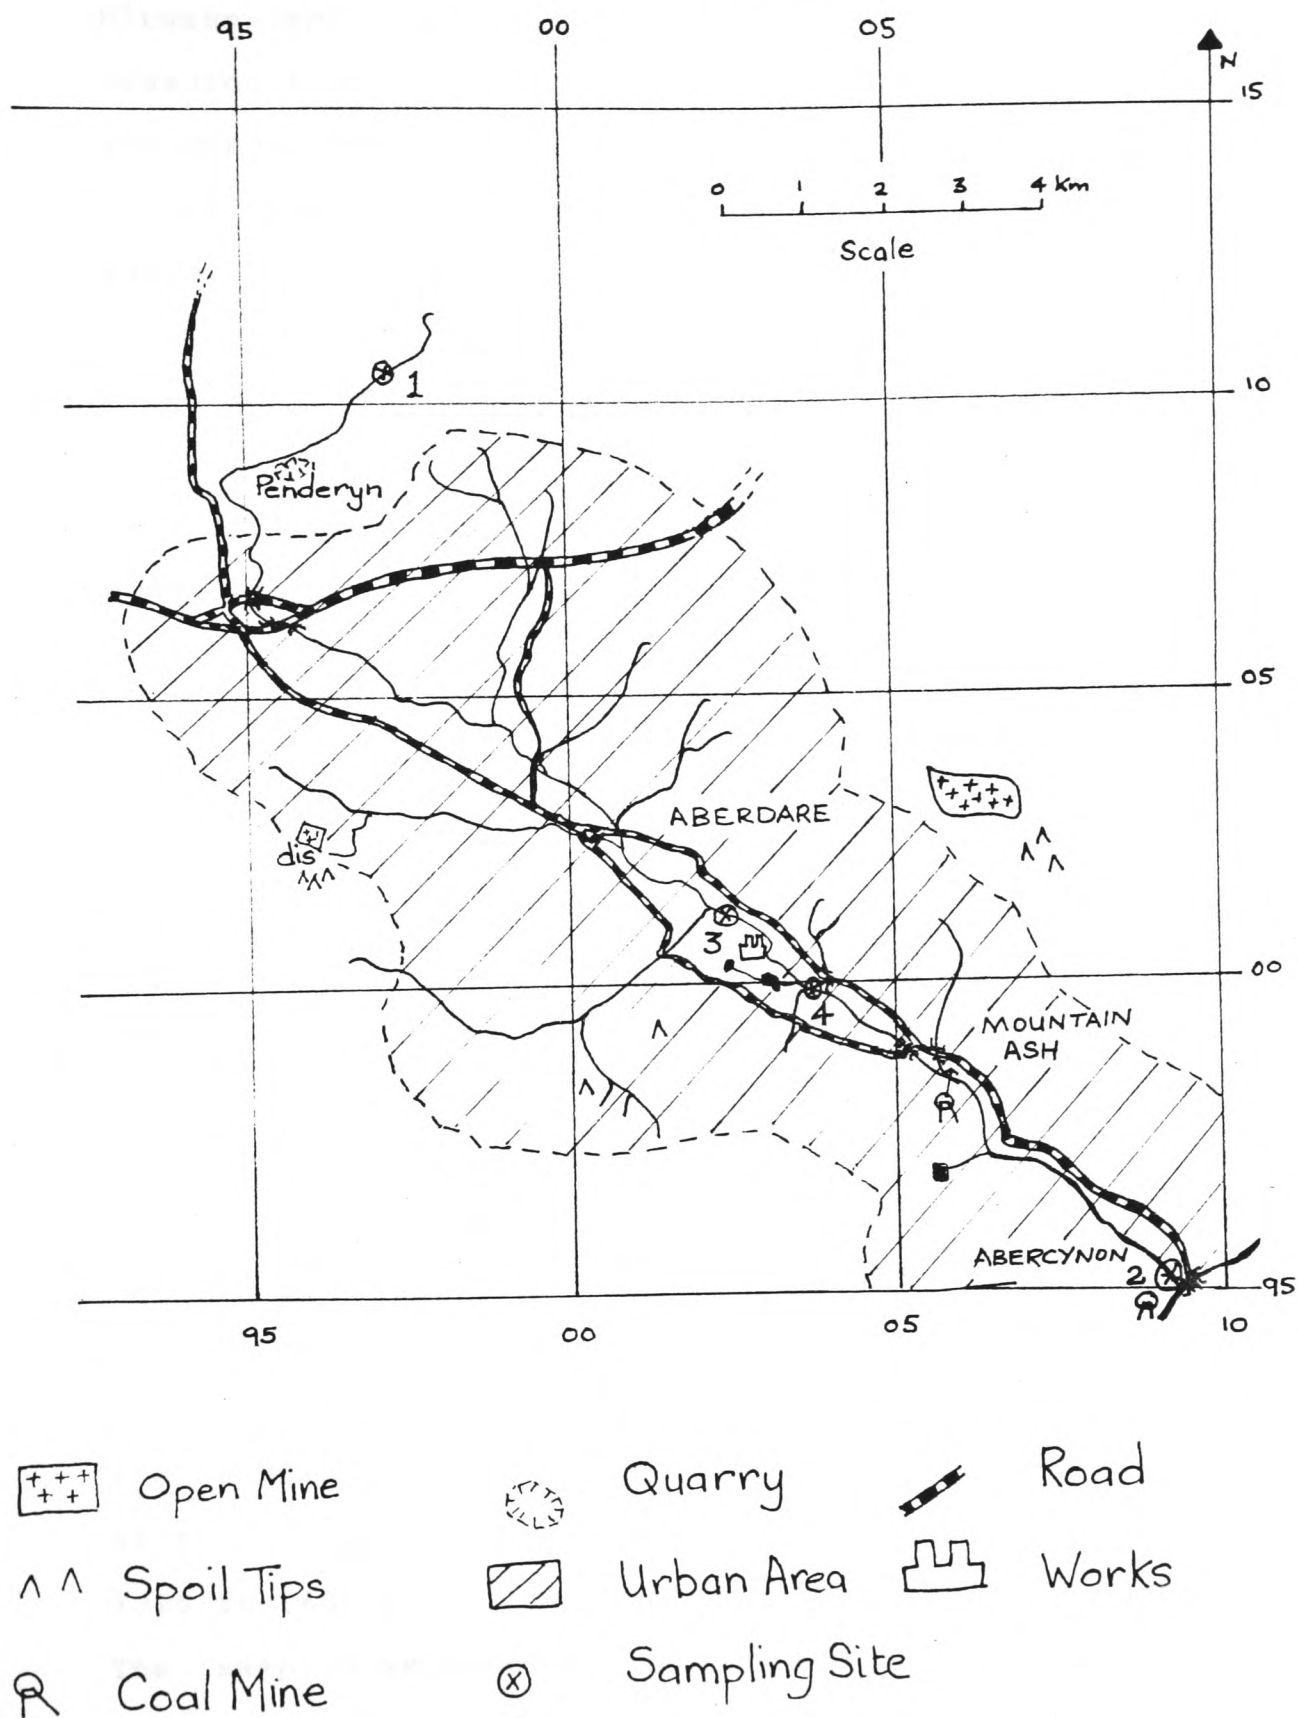 95 00 05
N
15
0 1 2 3 4 Km
Scale
10
1
Penderyn
05
ABERDARE
dis
3
00
4
MOUNTAIN
ASH
ABERCYNON
2
95
95 00 05 10
Open Mine Quarry Road
Spoil Tips Urban Area Works
Coal Mine Sampling Site